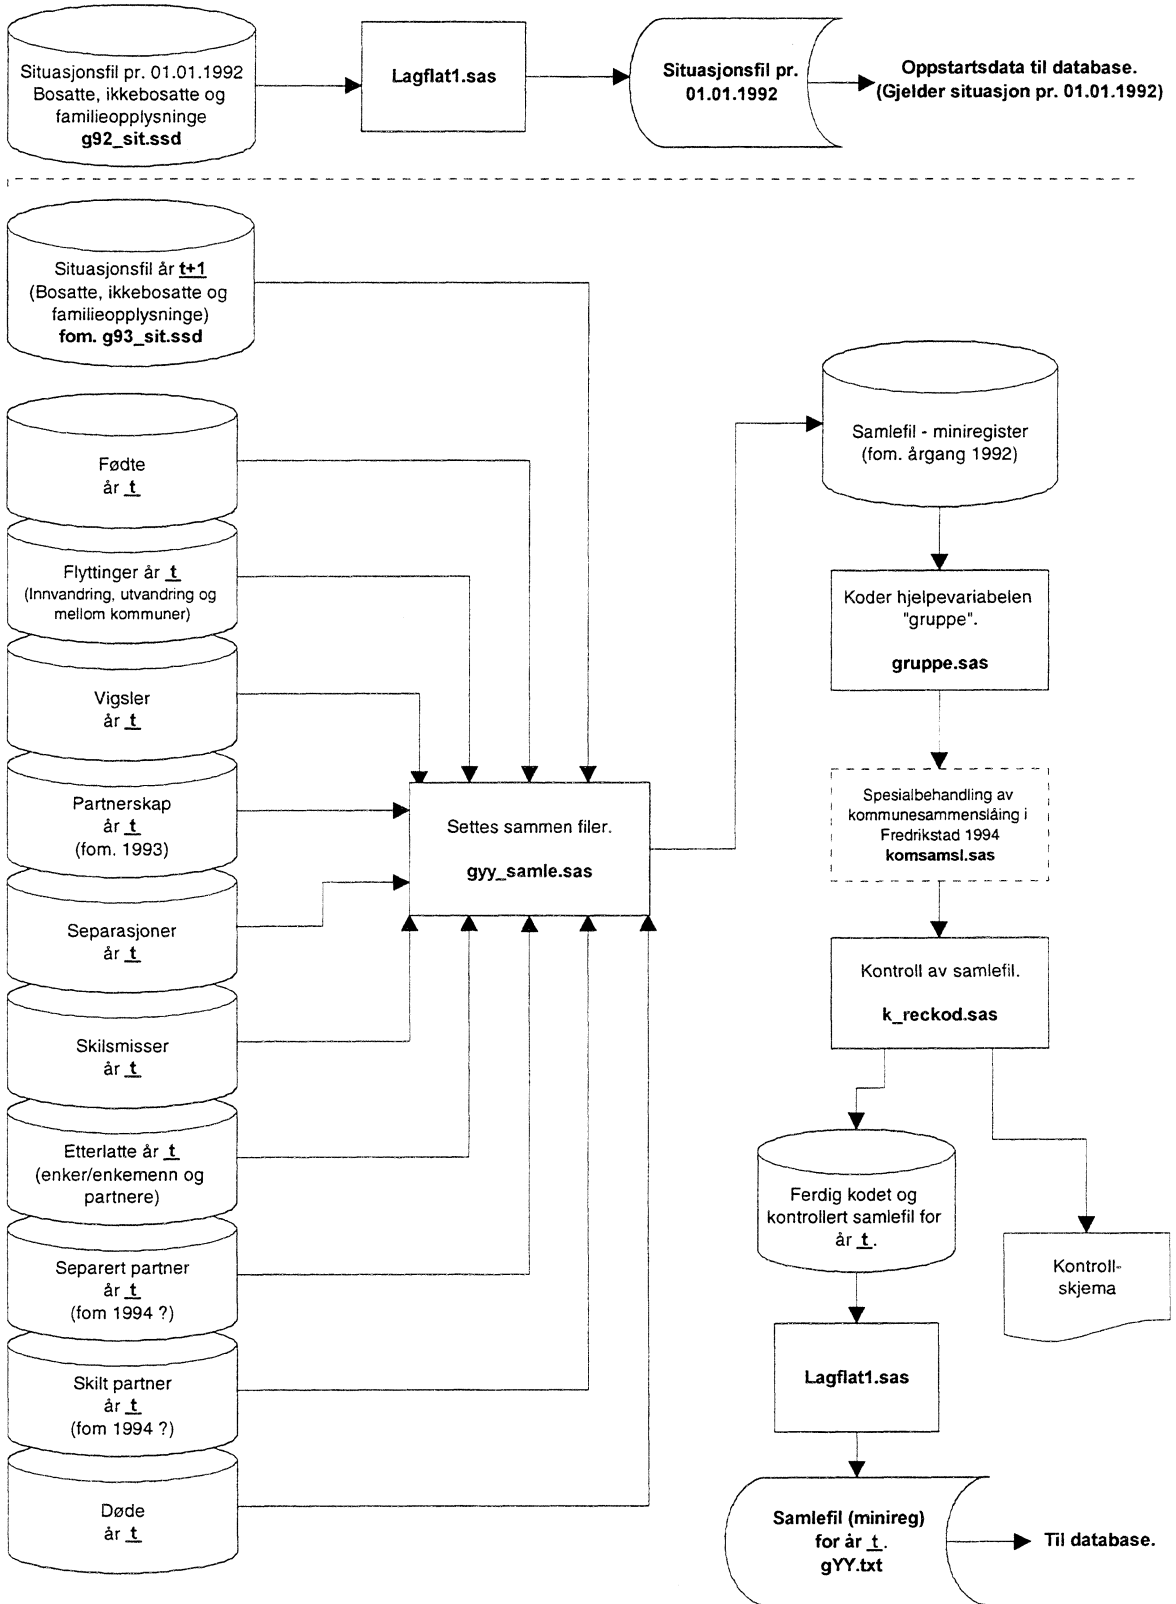 Situasjonsfil pr. 01.01.1992
Bosatte, ikkebosatte og
familieopplysninge
g92_sit.ssd
Lagflat1.sas
Situasjonsfil pr.
01.01.1992
Oppstartsdata til database.
(Gjelder situasjon pr. 01.01.1992)
Situasjonsfil år t+1
(Bosatte, ikkebosatte og
familieopplysninge)
fom. g93_sit.ssd
Fødte
år t
Flyttinger år t
(Innvandring, utvandring og
mellom kommuner)
Vigsler
år t
Partnerskap
år t
(fom. 1993)
Separasjoner
år t
Skilsmisser
år t
Etterlatte år t
(enker/enkemenn og
partnere)
Separert partner
år t
(fom 1994 ?)
Skilt partner
år t
(fom 1994 ?)
Døde
år t
Settes sammen filer.
gyy_samle.sas
Samlefil - miniregister
(fom. årgang 1992)
Koder hjelpevariabelen
"gruppe".
gruppe.sas
Spesialbehandling av
kommunesammenslåing i
Fredrikstad 1994
komsamsl.sas
Kontroll av samlefil.
k_reckod.sas
Ferdig kodet og
kontrollert samlefil for
år t.
Kontroll-
skjema
Lagflat1.sas
Samlefil (minireg)
for år t.
gYY.txt
Til database.